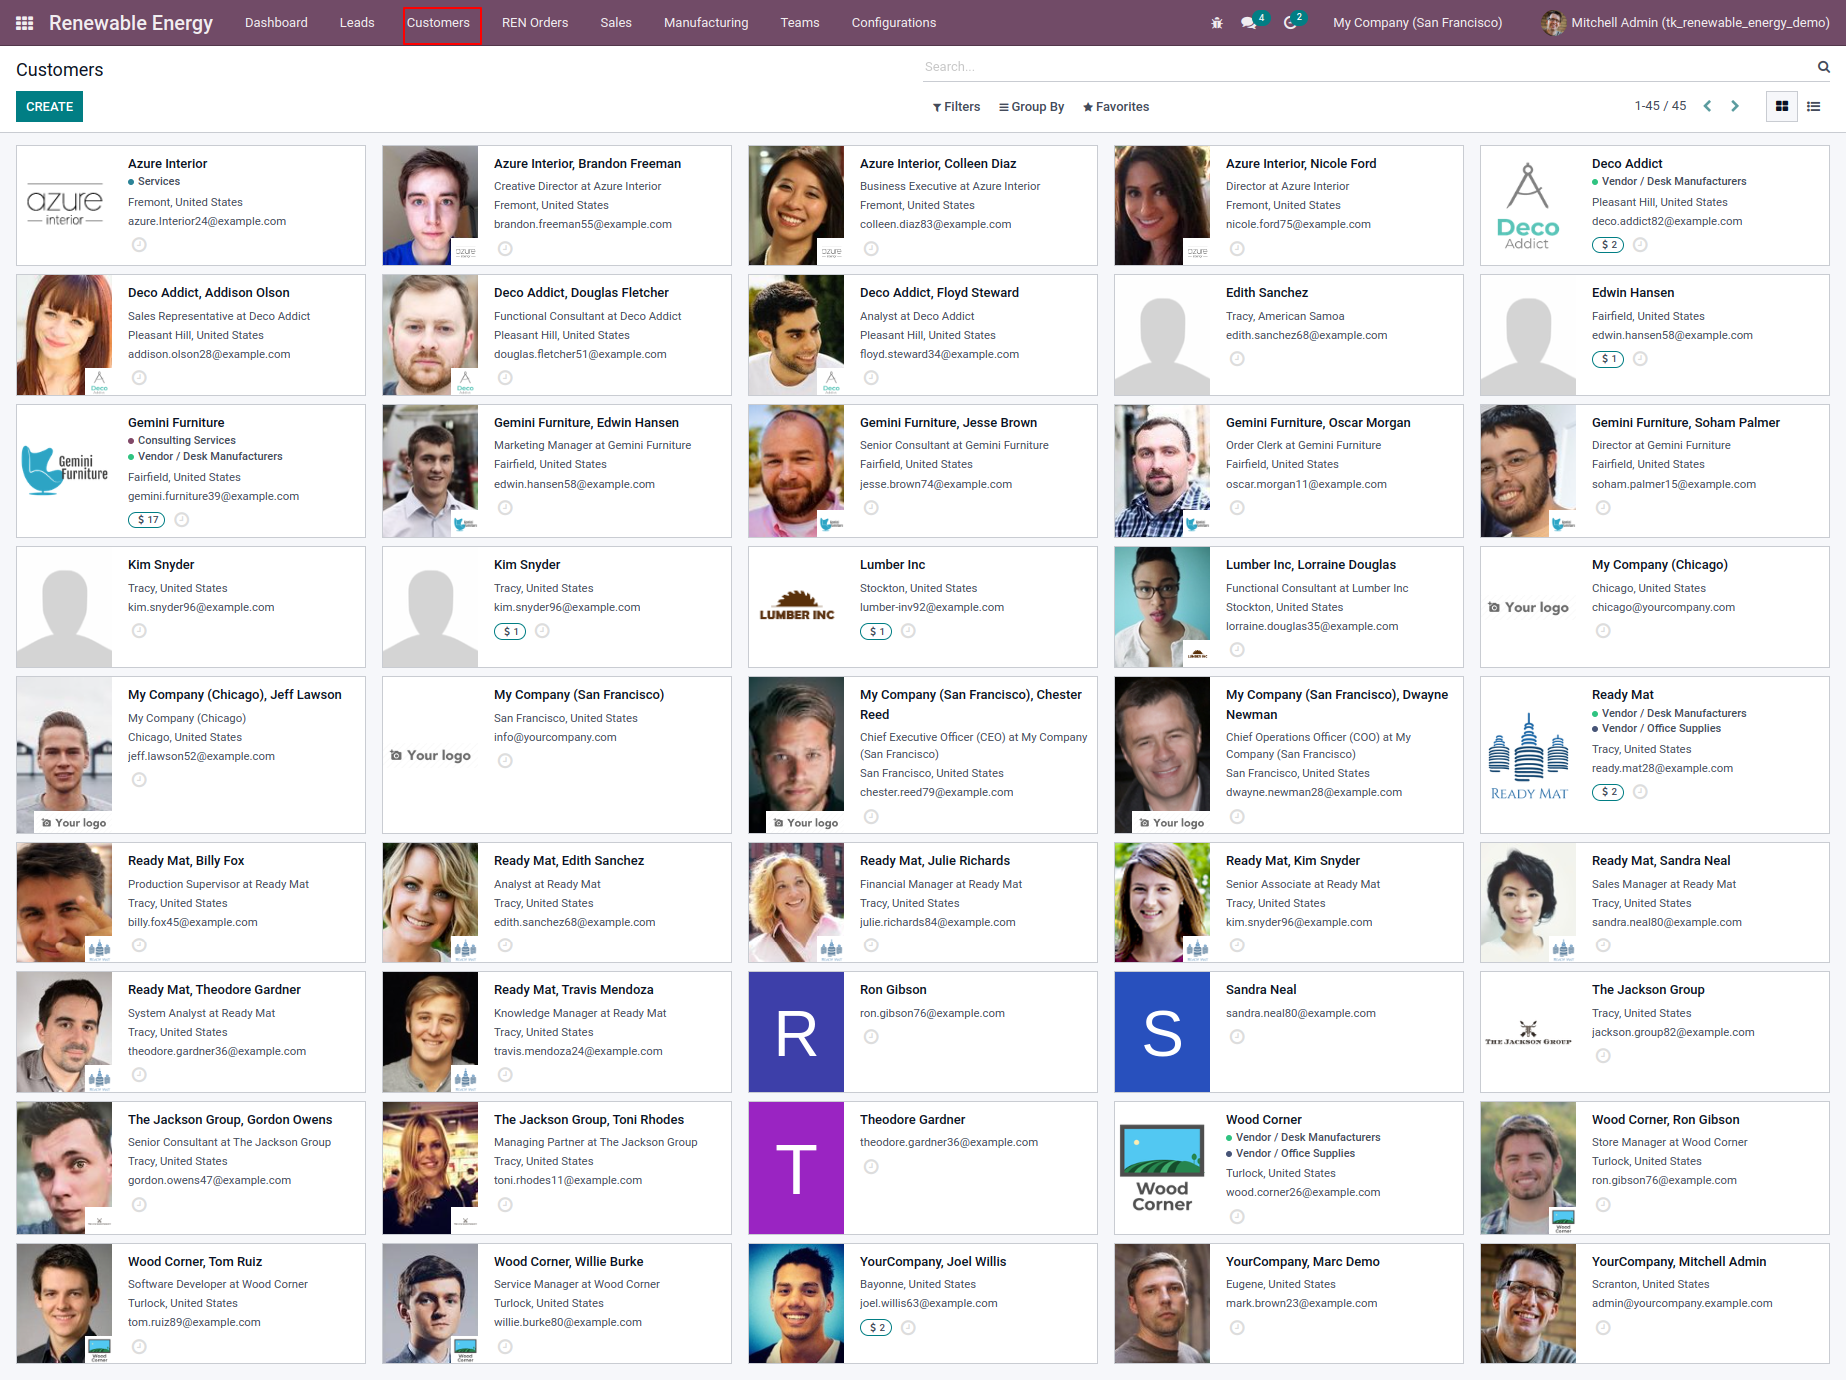 Renewable Energy Dashboard Leads Customers REN Orders Sales Manufacturing Teams Configurations 4 2 My Company (San Francisco) Mitchell Admin (tk_renewable_energy_demo)
Customers
Search...
CREATE
Filters Group By Favorites 1-45 / 45
azure interior
Azure Interior
Services
Fremont, United States
azure.Interior24@example.com
Azure Interior, Brandon Freeman
Creative Director at Azure Interior
Fremont, United States
brandon.freeman55@example.com
Azure Interior, Colleen Diaz
Business Executive at Azure Interior
Fremont, United States
colleen.diaz83@example.com
Azure Interior, Nicole Ford
Director at Azure Interior
Fremont, United States
nicole.ford75@example.com
Deco Addict
Deco Addict
Vendor / Desk Manufacturers
Pleasant Hill, United States
deco.addict82@example.com
$ 2
Deco Addict, Addison Olson
Sales Representative at Deco Addict
Pleasant Hill, United States
addison.olson28@example.com
Deco Addict, Douglas Fletcher
Functional Consultant at Deco Addict
Pleasant Hill, United States
douglas.fletcher51@example.com
Deco Addict, Floyd Steward
Analyst at Deco Addict
Pleasant Hill, United States
floyd.steward34@example.com
Edith Sanchez
Tracy, American Samoa
edith.sanchez68@example.com
Edwin Hansen
Fairfield, United States
edwin.hansen58@example.com
$ 1
Gemini Furniture
Gemini Furniture
Consulting Services
Vendor / Desk Manufacturers
Fairfield, United States
gemini.furniture39@example.com
$ 17
Gemini Furniture, Edwin Hansen
Marketing Manager at Gemini Furniture
Fairfield, United States
edwin.hansen58@example.com
Gemini Furniture, Jesse Brown
Senior Consultant at Gemini Furniture
Fairfield, United States
jesse.brown74@example.com
Gemini Furniture, Oscar Morgan
Order Clerk at Gemini Furniture
Fairfield, United States
oscar.morgan11@example.com
Gemini Furniture, Soham Palmer
Director at Gemini Furniture
Fairfield, United States
soham.palmer15@example.com
Kim Snyder
Tracy, United States
kim.snyder96@example.com
Kim Snyder
Tracy, United States
kim.snyder96@example.com
$ 1
LUMBER INC
Lumber Inc
Stockton, United States
lumber-inv92@example.com
$ 1
Lumber Inc, Lorraine Douglas
Functional Consultant at Lumber Inc
Stockton, United States
lorraine.douglas35@example.com
Your logo
My Company (Chicago)
Chicago, United States
chicago@yourcompany.com
My Company (Chicago), Jeff Lawson
My Company (Chicago)
Chicago, United States
jeff.lawson52@example.com
Your logo
Your logo
My Company (San Francisco)
San Francisco, United States
info@yourcompany.com
My Company (San Francisco), Chester
Reed
Chief Executive Officer (CEO) at My Company
(San Francisco)
San Francisco, United States
chester.reed79@example.com
Your logo
My Company (San Francisco), Dwayne
Newman
Chief Operations Officer (COO) at My
Company (San Francisco)
San Francisco, United States
dwayne.newman28@example.com
Your logo
READY MAT
Ready Mat
Vendor / Desk Manufacturers
Vendor / Office Supplies
Tracy, United States
ready.mat28@example.com
$ 2
Ready Mat, Billy Fox
Production Supervisor at Ready Mat
Tracy, United States
billy.fox45@example.com
Ready Mat, Edith Sanchez
Analyst at Ready Mat
Tracy, United States
edith.sanchez68@example.com
Ready Mat, Julie Richards
Financial Manager at Ready Mat
Tracy, United States
julie.richards84@example.com
Ready Mat, Kim Snyder
Senior Associate at Ready Mat
Tracy, United States
kim.snyder96@example.com
Ready Mat, Sandra Neal
Sales Manager at Ready Mat
Tracy, United States
sandra.neal80@example.com
Ready Mat, Theodore Gardner
System Analyst at Ready Mat
Tracy, United States
theodore.gardner36@example.com
Ready Mat, Travis Mendoza
Knowledge Manager at Ready Mat
Tracy, United States
travis.mendoza24@example.com
R
Ron Gibson
ron.gibson76@example.com
S
Sandra Neal
sandra.neal80@example.com
THE JACKSON GROUP
The Jackson Group
Tracy, United States
jackson.group82@example.com
The Jackson Group, Gordon Owens
Senior Consultant at The Jackson Group
Tracy, United States
gordon.owens47@example.com
The Jackson Group, Toni Rhodes
Managing Partner at The Jackson Group
Tracy, United States
toni.rhodes11@example.com
T
Theodore Gardner
theodore.gardner36@example.com
Wood Corner
Wood Corner
Vendor / Desk Manufacturers
Vendor / Office Supplies
Turlock, United States
wood.corner26@example.com
Wood Corner, Ron Gibson
Store Manager at Wood Corner
Turlock, United States
ron.gibson76@example.com
Wood Corner, Tom Ruiz
Software Developer at Wood Corner
Turlock, United States
tom.ruiz89@example.com
Wood Corner, Willie Burke
Service Manager at Wood Corner
Turlock, United States
willie.burke80@example.com
YourCompany, Joel Willis
Bayonne, United States
joel.willis63@example.com
$ 2
YourCompany, Marc Demo
Eugene, United States
mark.brown23@example.com
YourCompany, Mitchell Admin
Scranton, United States
admin@yourcompany.example.com